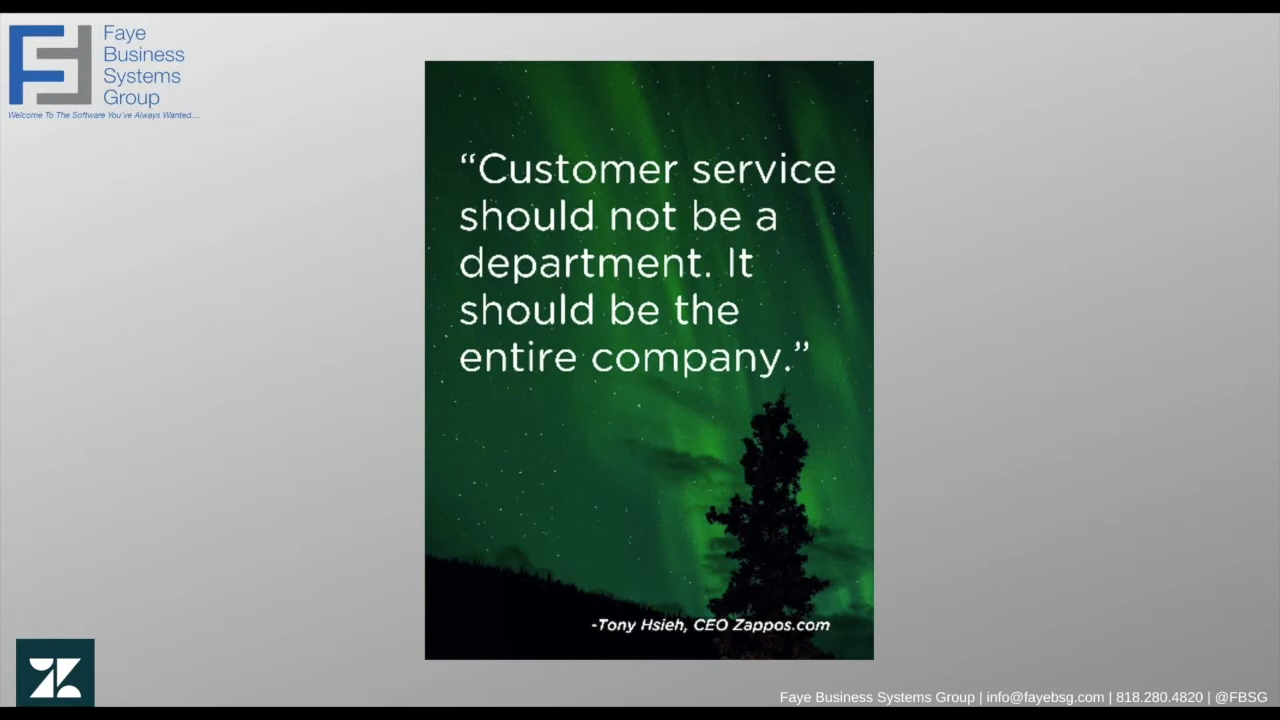 Faye
Business
Systems
Group
Welcome To The Software You've Always Wanted....
“Customer service
should not be a
department. It
should be the
entire company.”
-Tony Hsieh, CEO Zappos.com
Faye Business Systems Group | info@fayebsg.com | 818.280.4820 | @FBSG